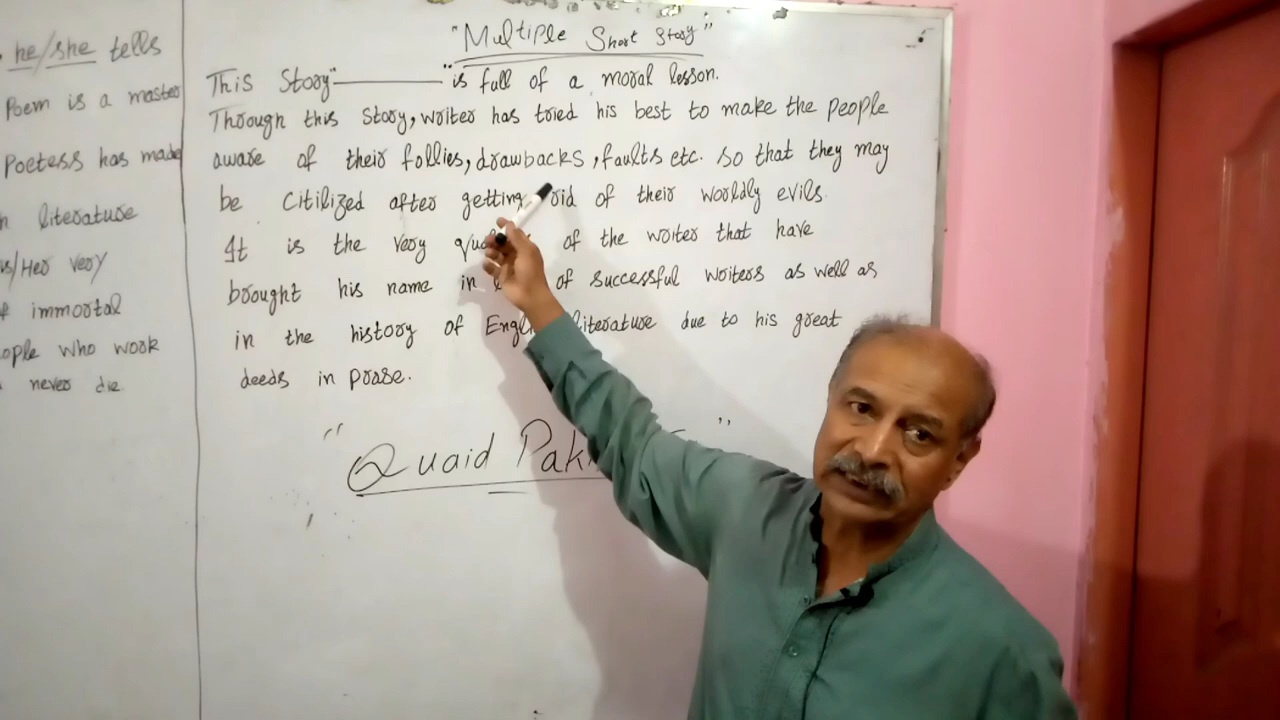 he/she tells
Poem is a master
Poetess has made
literature
/Her very
immortal
ople who work
never die.
"Multiple Short Story"
This Story"————"is full of a moral lesson.
Through this story, writer has tried his best to make the people
aware of their follies, drawbacks, faults etc. so that they may
be Citilized after getting rid of their worldly evils.
It is the very of the writer that have
brought his name in of successful writers as well as
in the history of literature due to his great
deeds in prose.
" Quaid "